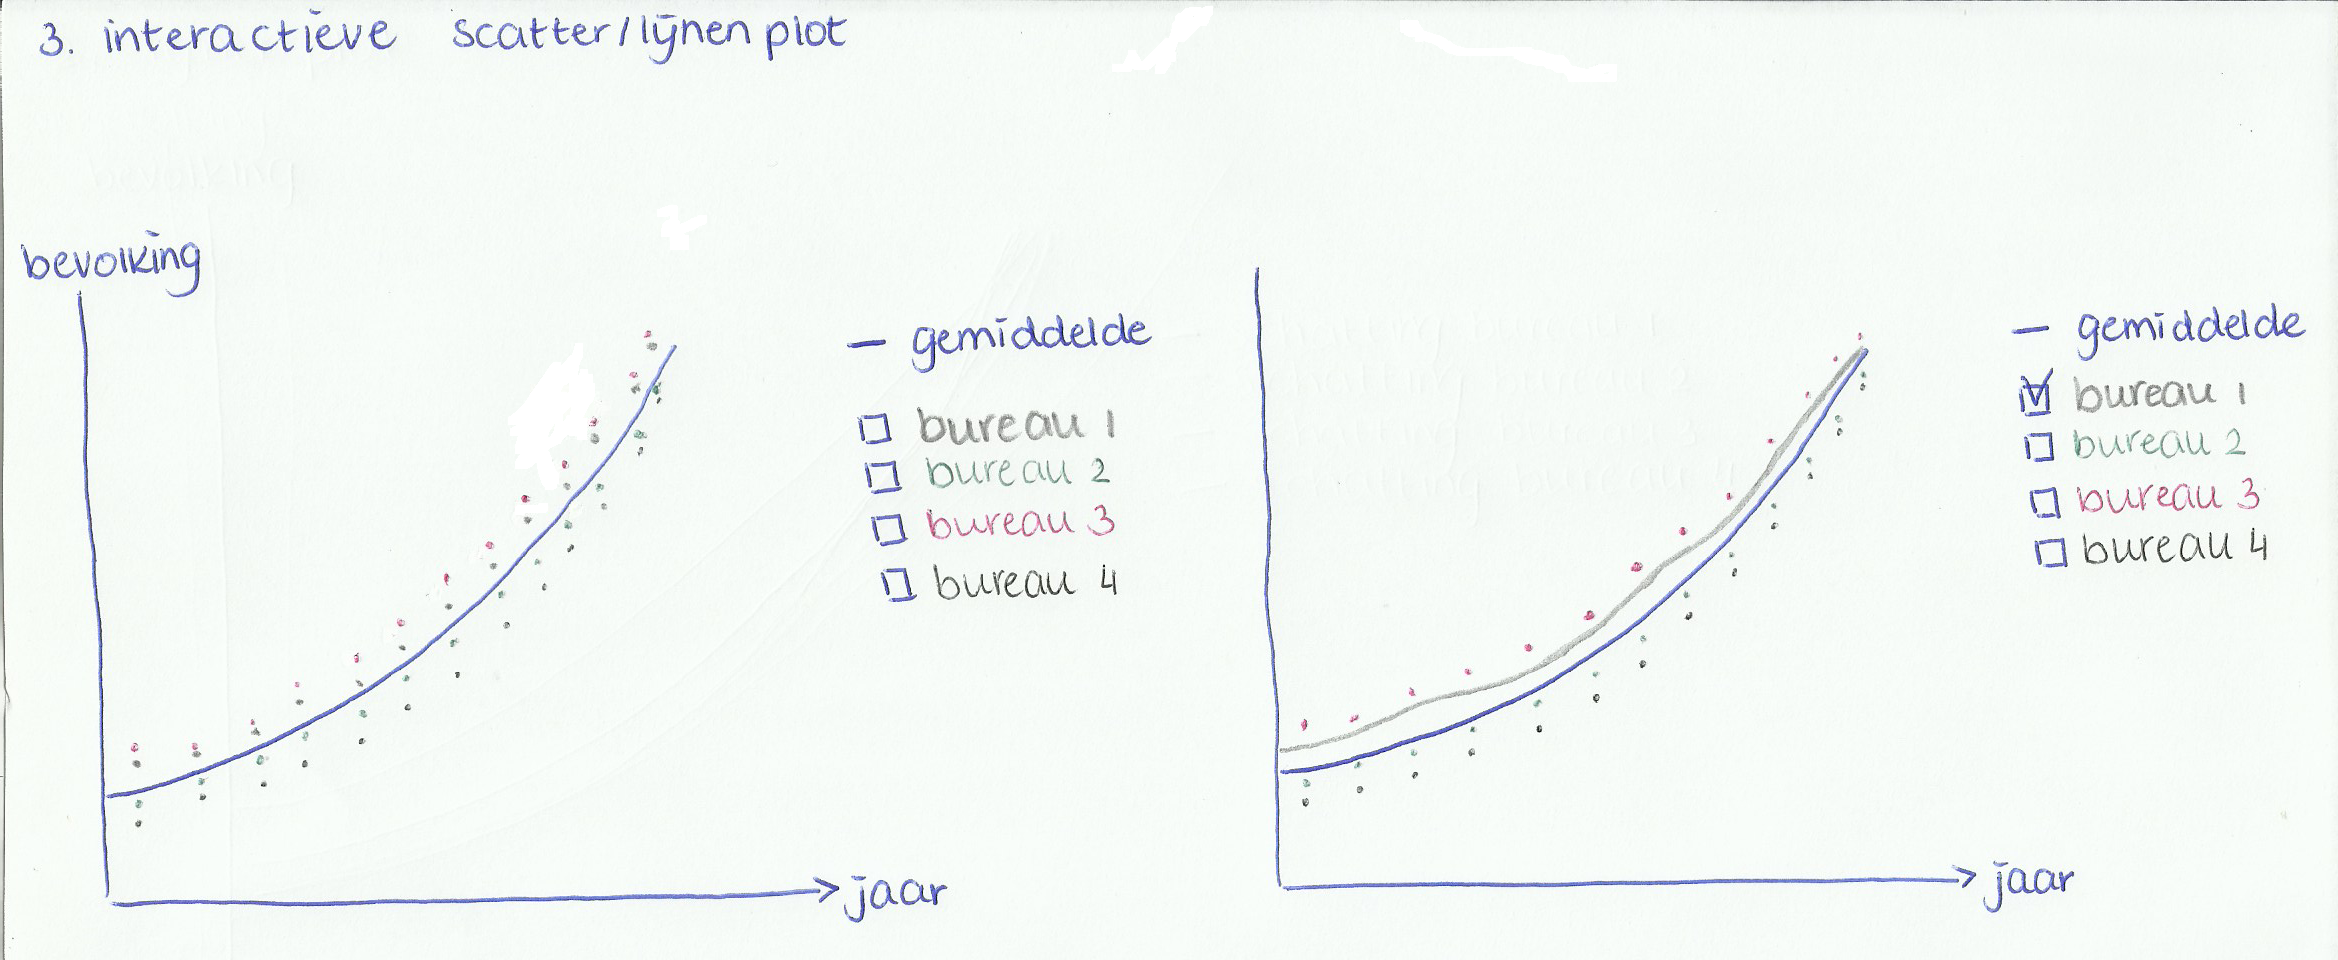 3. interactieve scatter/lijnen plot
bevolking
— gemiddelde
bureau 1
bureau 2
bureau 3
bureau 4
jaar
— gemiddelde
bureau 1
bureau 2
bureau 3
bureau 4
jaar